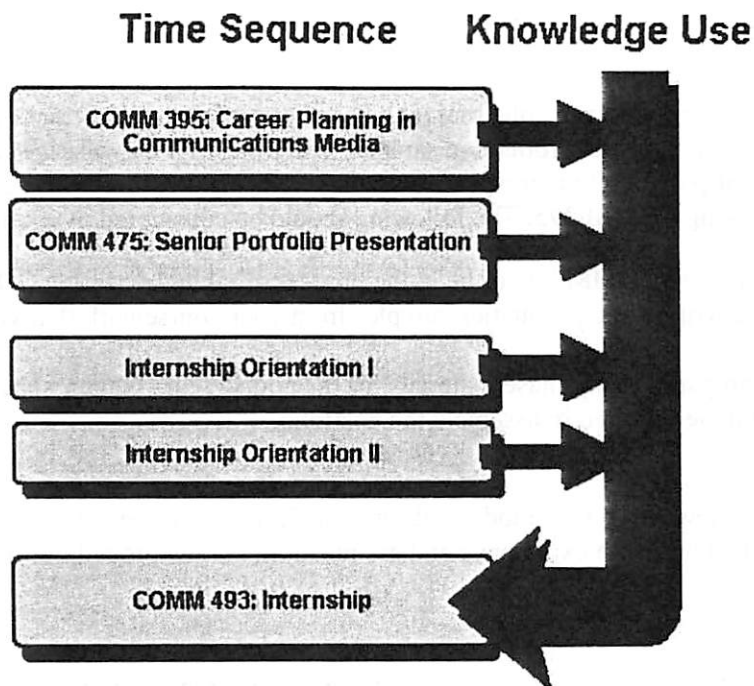 Time Sequence Knowledge Use
COMM 395: Career Planning in
Communications Media
COMM 475: Senior Portfolio Presentation
Internship Orientation I
Internship Orientation II
COMM 493: Internship